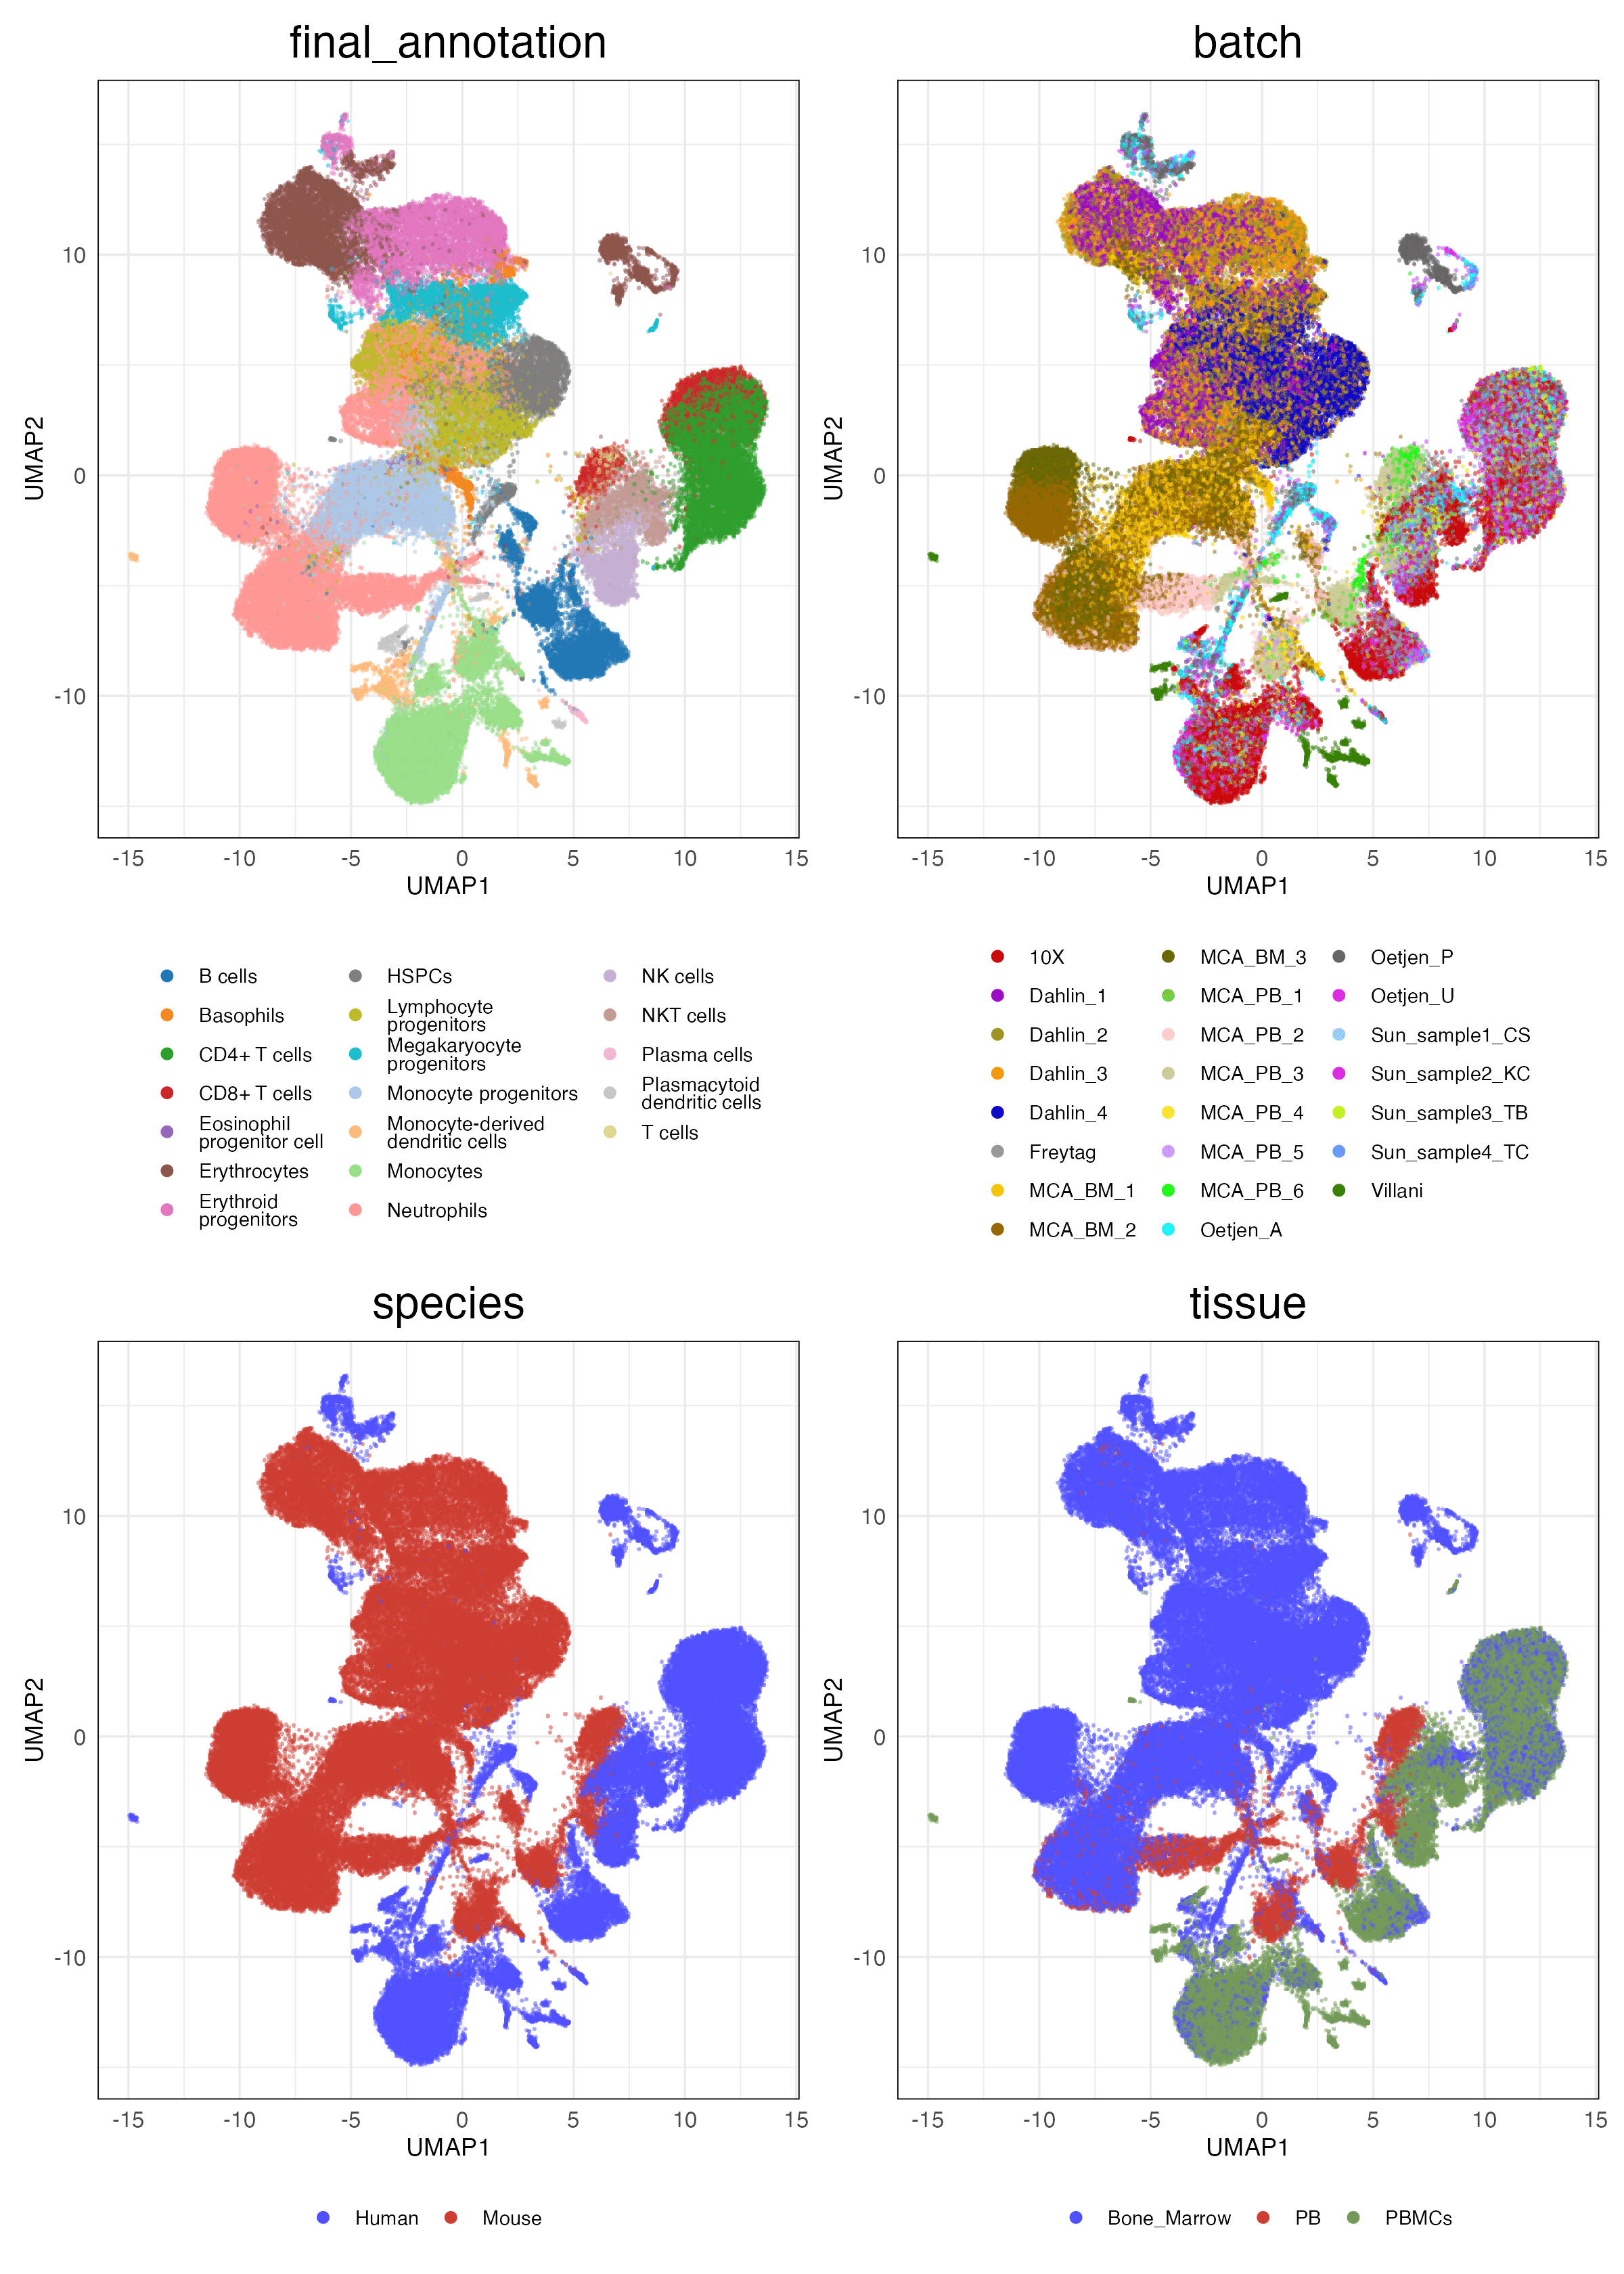 final_annotation
batch
UMAP2
10
0
-10
-15
-10
-5
0
5
10
15
UMAP1
UMAP2
10
0
-10
-15
-10
-5
0
5
10
15
UMAP1
B cells
Basophils
CD4+ T cells
CD8+ T cells
Eosinophil
progenitor cell
Erythrocytes
Erythroid
progenitors
HSPCs
Lymphocyte
progenitors
Megakaryocyte
progenitors
Monocyte progenitors
Monocyte-derived
dendritic cells
Monocytes
Neutrophils
NK cells
NKT cells
Plasma cells
Plasmacytoid
dendritic cells
T cells
10X
Dahlin_1
Dahlin_2
Dahlin_3
Dahlin_4
Freytag
MCA_BM_1
MCA_BM_2
MCA_BM_3
MCA_PB_1
MCA_PB_2
MCA_PB_3
MCA_PB_4
MCA_PB_5
MCA_PB_6
Oetjen_A
Oetjen_P
Oetjen_U
Sun_sample1_CS
Sun_sample2_KC
Sun_sample3_TB
Sun_sample4_TC
Villani
species
tissue
UMAP2
10
0
-10
-15
-10
-5
0
5
10
15
UMAP1
UMAP2
10
0
-10
-15
-10
-5
0
5
10
15
UMAP1
Human
Mouse
Bone_Marrow
PB
PBMCs